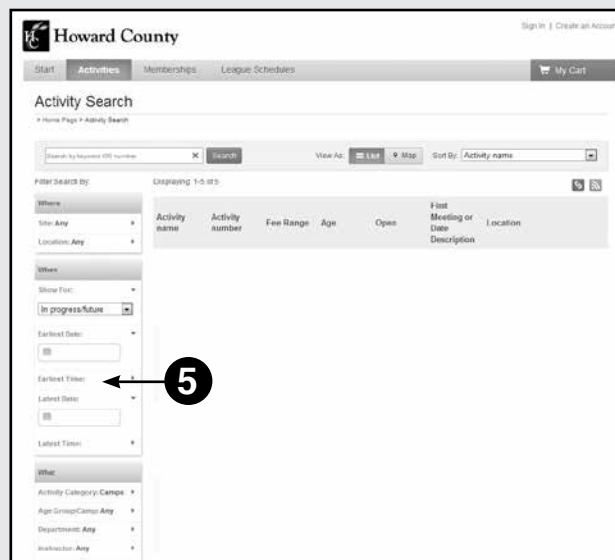 Sign In | Create an Accoun
HC Howard County
Start Activities Memberships League Schedules My Cart
Activity Search
> Home Page > Activity Search
Search by keyword OR number Search View As: List Map Sort By: Activity name
Filter Search By: Displaying: 1-5 of 5
Where
Site: Any
Location: Any
Activity name
Activity number
Fee Range
Age
Open
First Meeting or Date Description
Location
When
Show For:
In progress/future
Earliest Date:
Earliest Time:
5
Latest Date:
Latest Time:
What
Activity Category: Camps
Age Group/Camp: Any
Department: Any
Instructor: Any